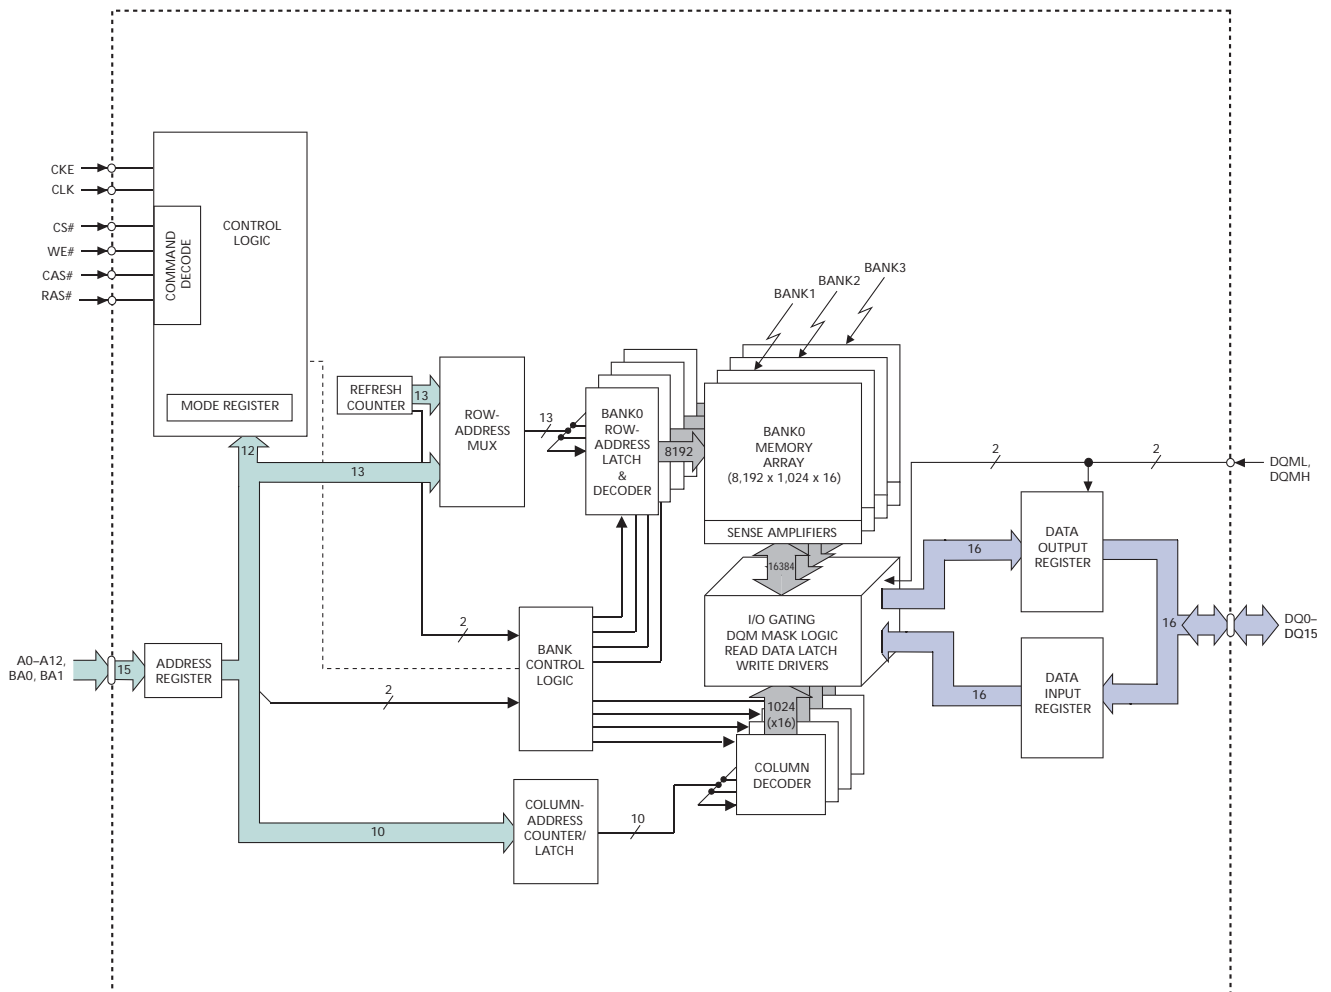 CKE
CLK
CS#
WE#
CAS#
RAS#
COMMAND
DECODE
CONTROL
LOGIC
MODE REGISTER
12
REFRESH
COUNTER
13
13
ROW-
ADDRESS
MUX
13
BANK0
ROW-
ADDRESS
LATCH
&
DECODER
8192
BANK1
BANK2
BANK3
BANK0
MEMORY
ARRAY
(8,192 x 1,024 x 16)
SENSE AMPLIFIERS
16384
I/O GATING
DQM MASK LOGIC
READ DATA LATCH
WRITE DRIVERS
2
2
DQML,
DQMH
16
DATA
OUTPUT
REGISTER
16
DQ0–
DQ15
16
DATA
INPUT
REGISTER
A0–A12,
BA0, BA1
15
ADDRESS
REGISTER
2
2
BANK
CONTROL
LOGIC
1024
(x16)
COLUMN
DECODER
10
COLUMN-
ADDRESS
COUNTER/
LATCH
10